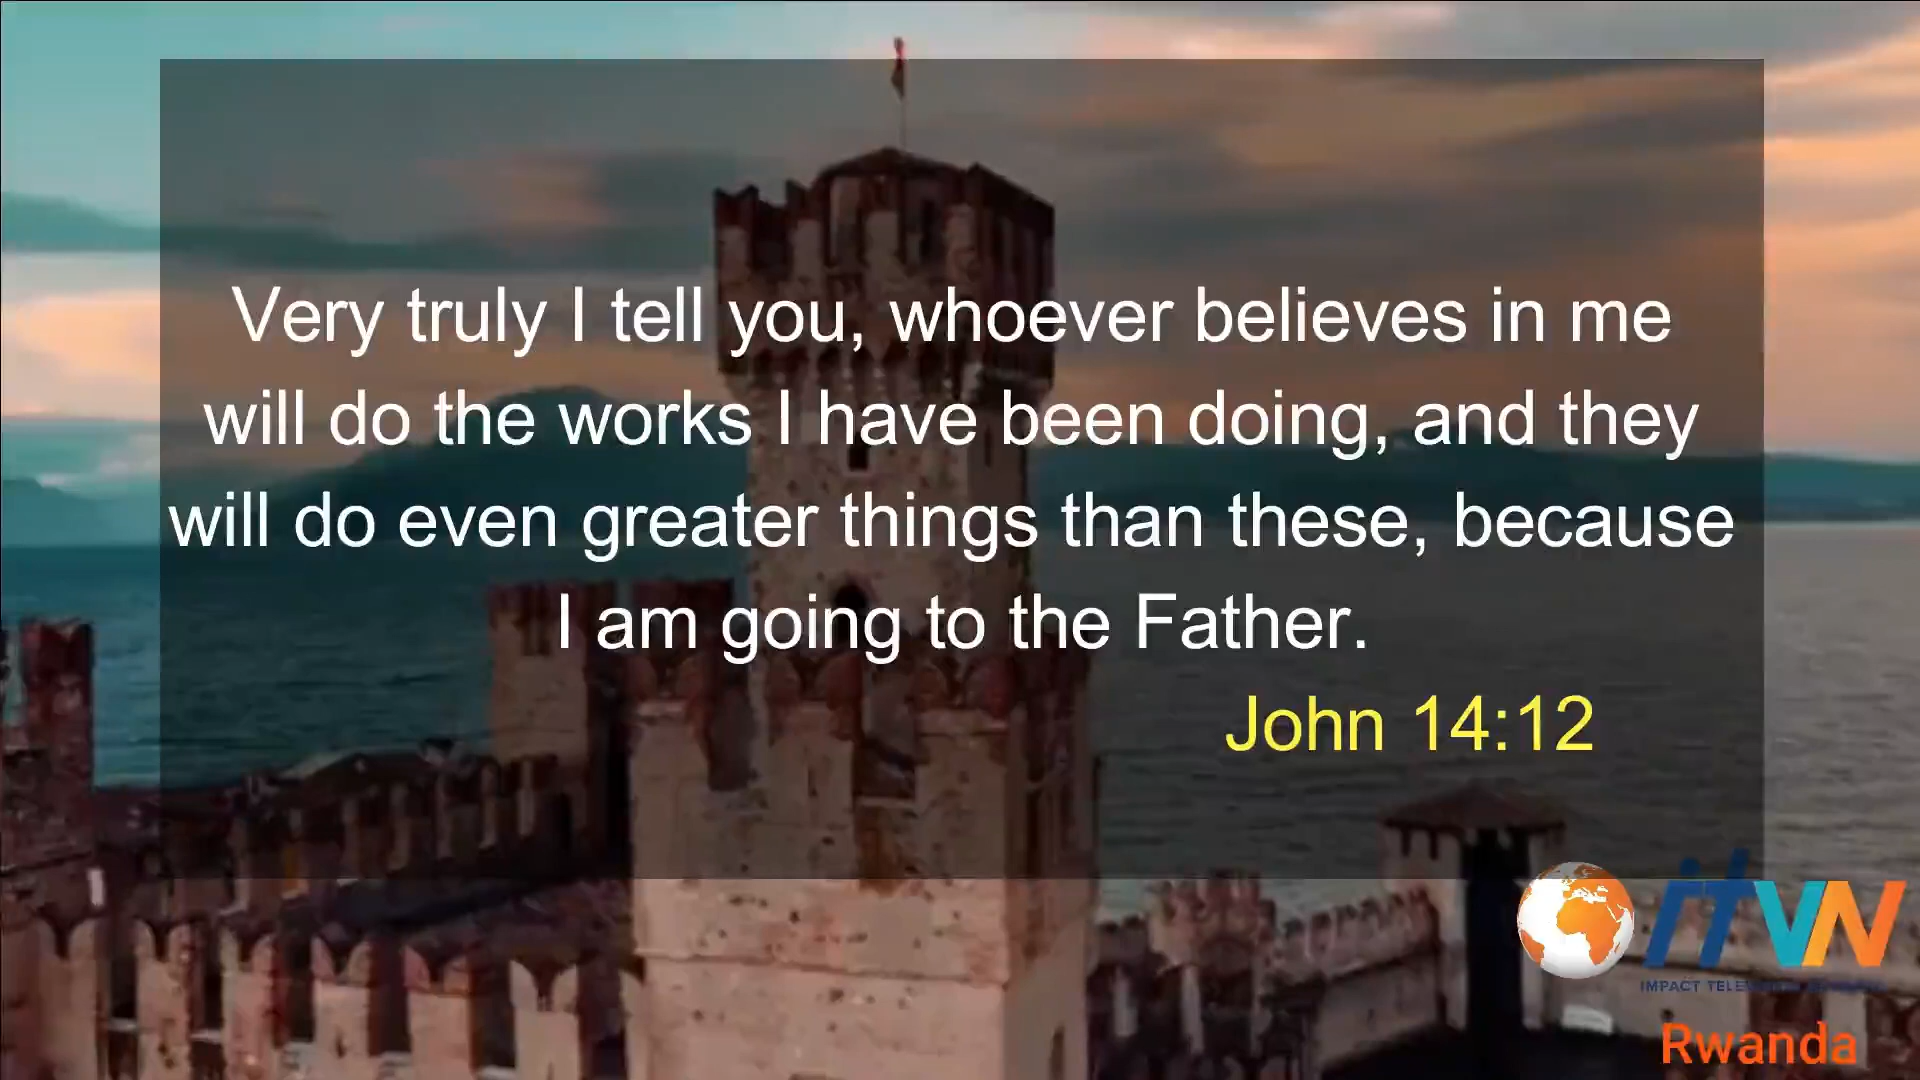 Very truly I tell you, whoever believes in me
will do the works I have been doing, and they
will do even greater things than these, because
I am going to the Father.
John 14:12
iTVN
IMPACT
Rwanda